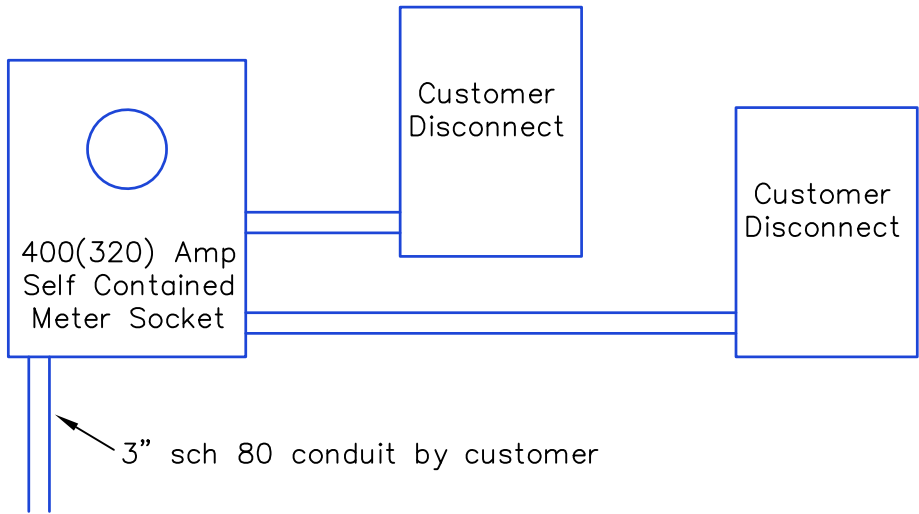 Customer
Disconnect
Customer
Disconnect
400(320) Amp
Self Contained
Meter Socket
3” sch 80 conduit by customer